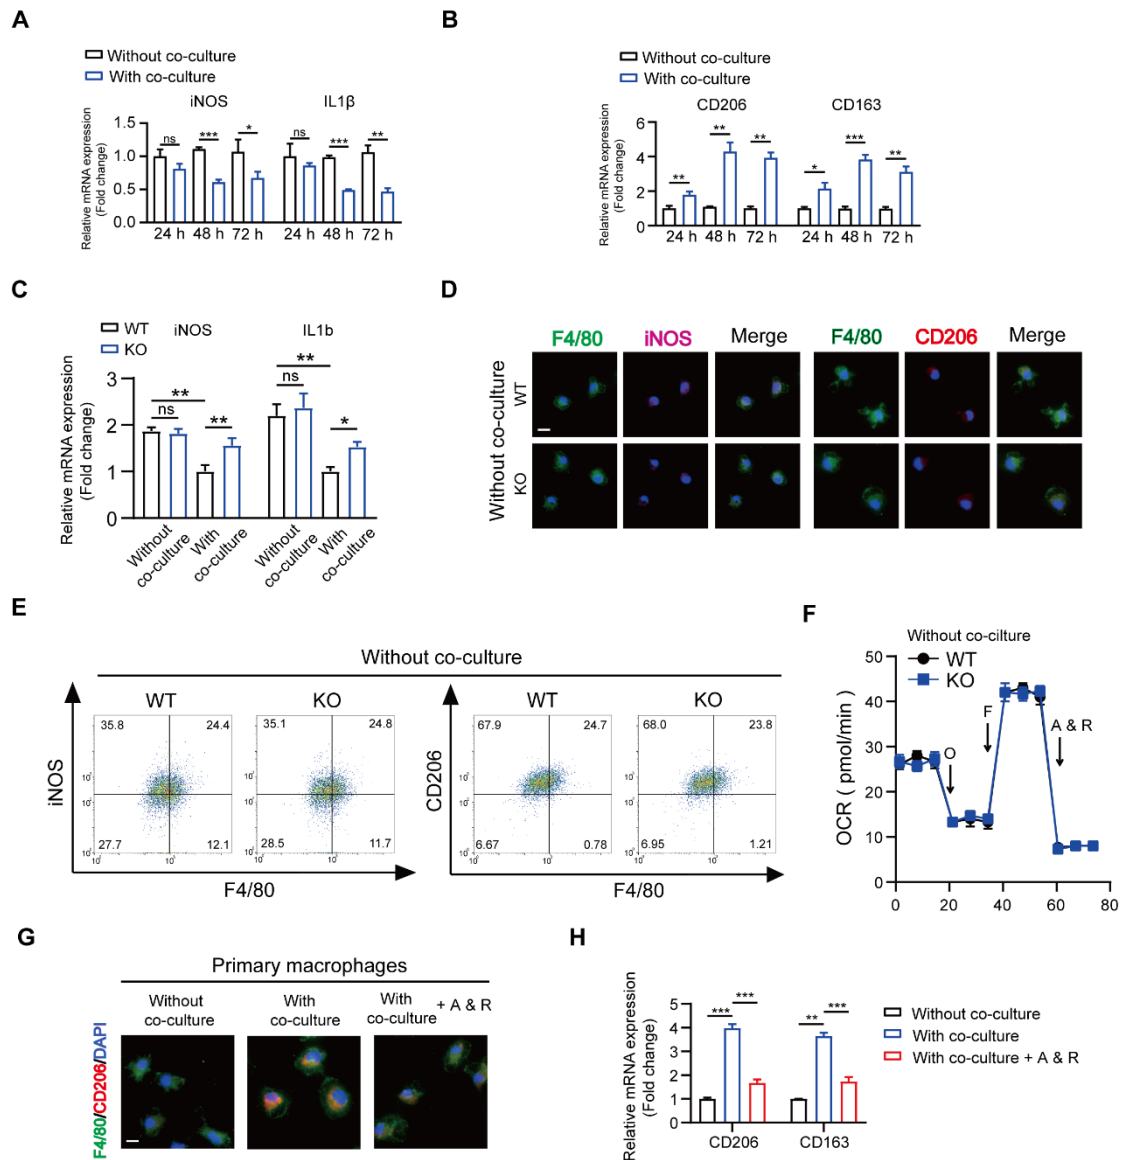 A
Without co-culture
With co-culture
iNOS
IL1β
Relative mRNA expression
(Fold change)
1.5
1.0
0.5
0.0
ns
***
*
ns
***
**
24 h
48 h
72 h
24 h
48 h
72 h
B
Without co-culture
With co-culture
CD206
CD163
Relative mRNA expression
(Fold change)
6
4
2
0
**
**
**
*
***
**
24 h
48 h
72 h
24 h
48 h
72 h
C
WT
KO
iNOS
IL1b
Relative mRNA expression
(Fold change)
3
2
1
0
**
ns
**
**
ns
*
Without
co-culture
With
co-culture
Without
co-culture
With
co-culture
D
F4/80
iNOS
Merge
F4/80
CD206
Merge
Without co-culture
WT
KO
E
Without co-culture
WT
KO
WT
KO
iNOS
35.8
24.4
27.7
12.1
35.1
24.8
28.5
11.7
F4/80
CD206
67.9
24.7
6.67
0.78
68.0
23.8
6.95
1.21
F4/80
F
Without co-cilture
WT
KO
OCR ( pmol/min)
50
40
30
20
10
0
O
F
A & R
0
20
40
60
80
G
Primary macrophages
Without
co-culture
With
co-culture
With
co-culture
+ A & R
F4/80/CD206/DAPI
H
Relative mRNA expression
(Fold change)
5
4
3
2
1
0
***
***
**
***
CD206
CD163
Without co-culture
With co-culture
With co-culture + A & R